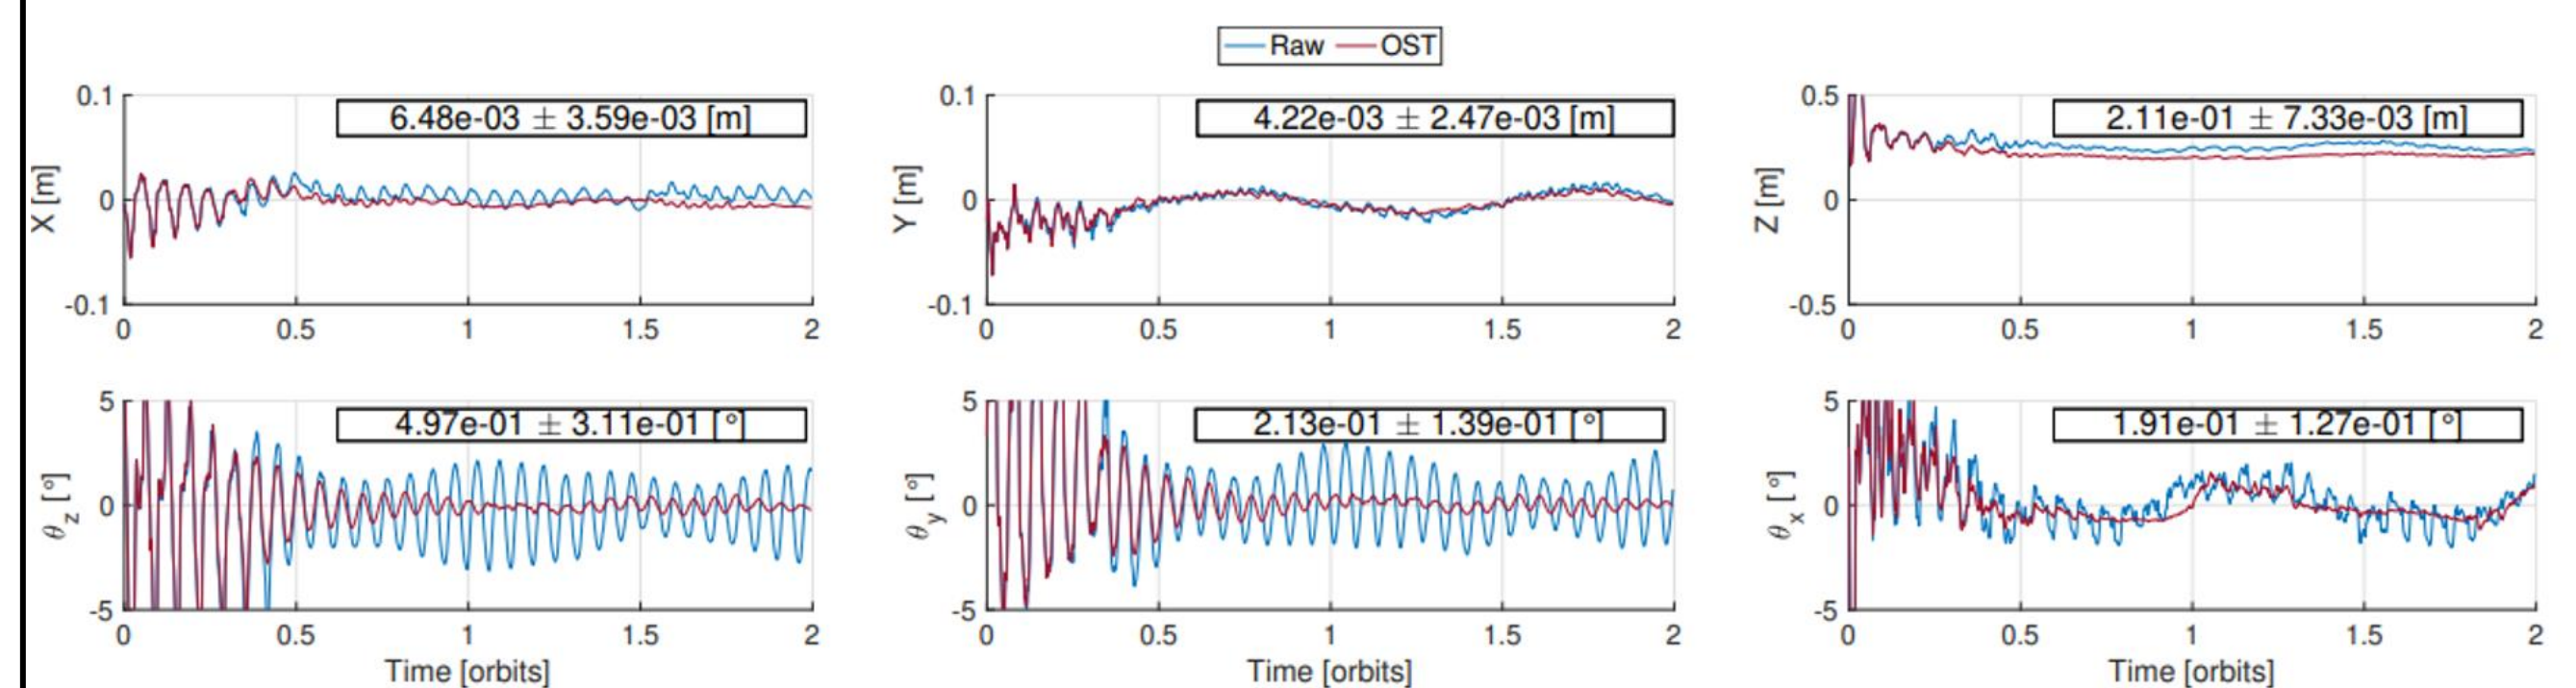 Raw OST
0.1 6.48e-03 ± 3.59e-03 [m]
X [m]
0
-0.1
0 0.5 1 1.5 2
0.1 4.22e-03 ± 2.47e-03 [m]
Y [m]
0
-0.1
0 0.5 1 1.5 2
0.5 2.11e-01 ± 7.33e-03 [m]
Z [m]
0
-0.5
0 0.5 1 1.5 2
5 4.97e-01 ± 3.11e-01 [°]
θz [°]
0
-5
0 0.5 1 1.5 2
Time [orbits]
5 2.13e-01 ± 1.39e-01 [°]
θy [°]
0
-5
0 0.5 1 1.5 2
Time [orbits]
5 1.91e-01 ± 1.27e-01 [°]
θx [°]
0
-5
0 0.5 1 1.5 2
Time [orbits]